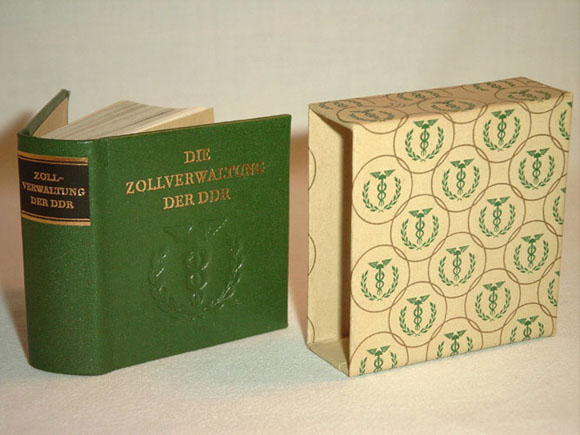 ZOLL-
VERWALTUNG
DER DDR
DIE
ZOLLVERWALTUNG
DER DDR